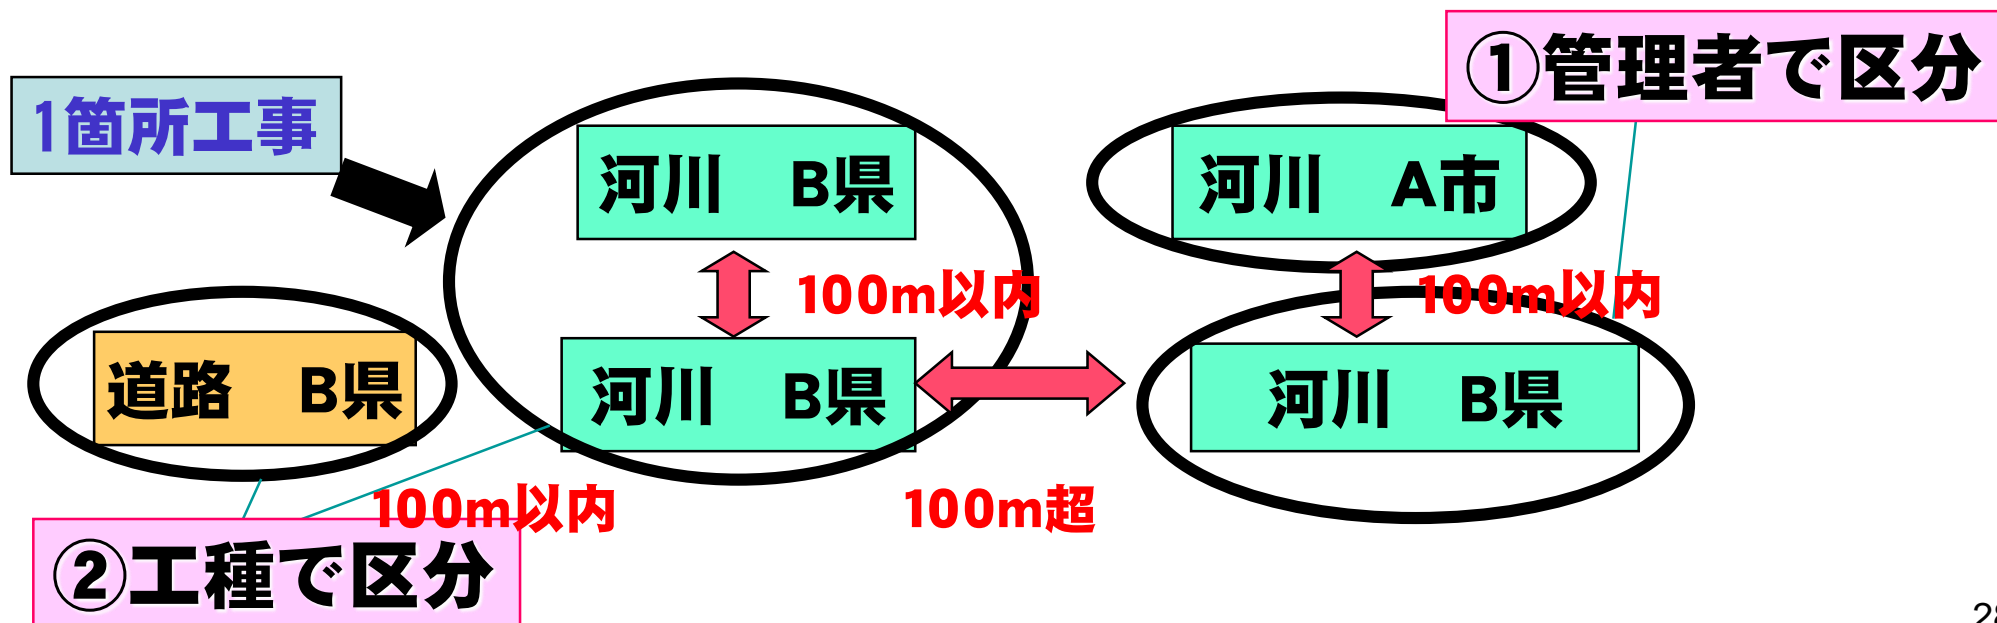 ①管理者で区分
1箇所工事
河川　B県
河川　A市
100m以内
100m以内
道路　B県
河川　B県
河川　B県
100m以内
100m超
②工種で区分
28